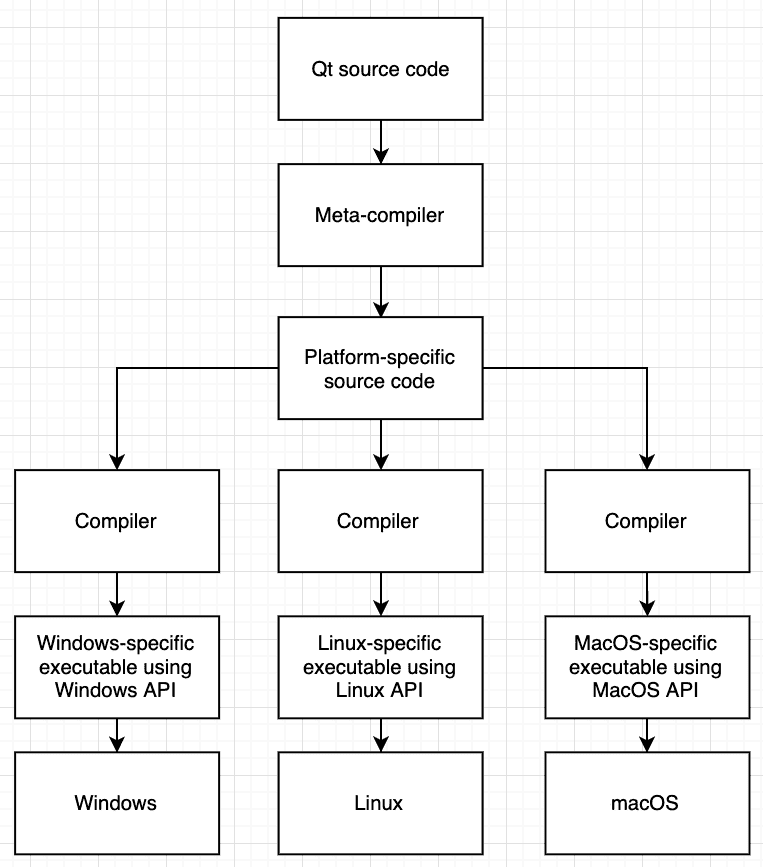 Qt source code
Meta-compiler
Platform-specific
source code
Compiler
Compiler
Compiler
Windows-specific
executable using
Windows API
Linux-specific
executable using
Linux API
MacOS-specific
executable using
MacOS API
Windows
Linux
macOS